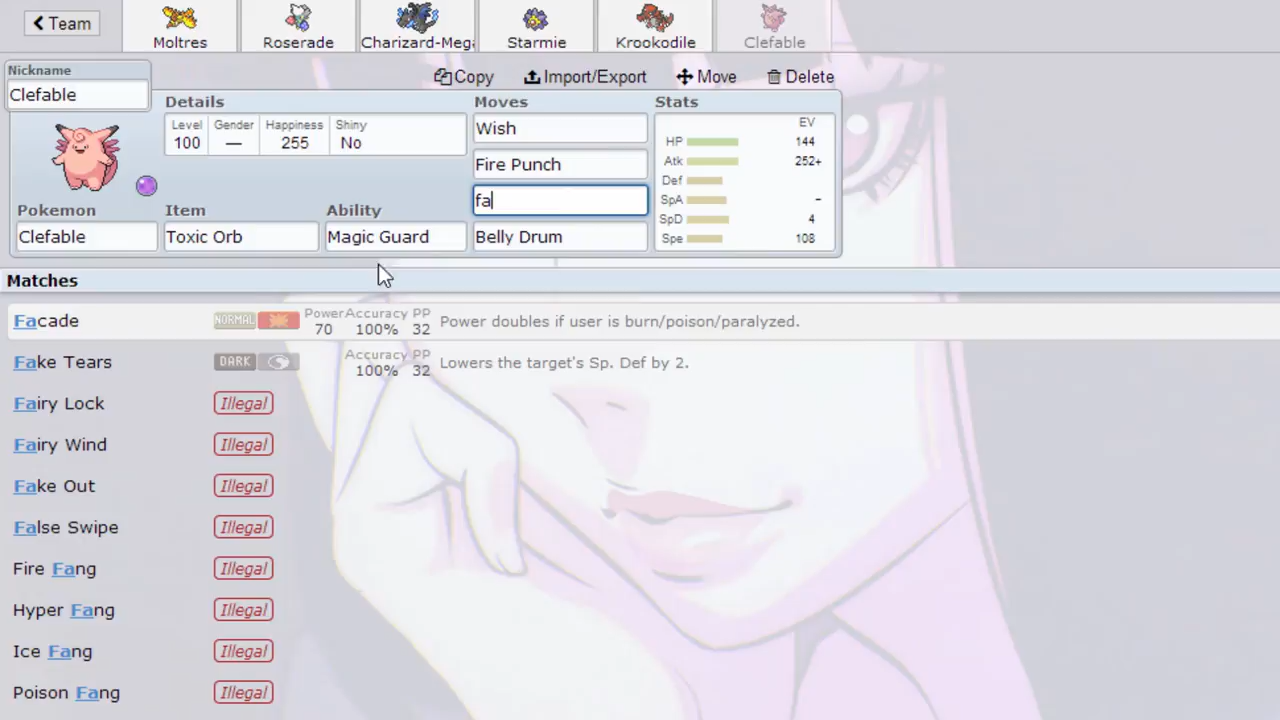 Team
Moltres
Roserade
Charizard-Mega
Starmie
Krookodile
Clefable
Nickname
Clefable
Copy
Import/Export
Move
Delete
Details
Level
100
Gender
—
Happiness
255
Shiny
No
Pokemon
Clefable
Item
Toxic Orb
Ability
Magic Guard
Moves
Wish
Fire Punch
fa
Belly Drum
Stats
EV
HP 144
Atk 252+
Def
SpA –
SpD 4
Spe 108
Matches
Facade NORMAL Power 70 Accuracy 100% PP 32 Power doubles if user is burn/poison/paralyzed.
Fake Tears DARK Accuracy 100% PP 32 Lowers the target's Sp. Def by 2.
Fairy Lock Illegal
Fairy Wind Illegal
Fake Out Illegal
False Swipe Illegal
Fire Fang Illegal
Hyper Fang Illegal
Ice Fang Illegal
Poison Fang Illegal